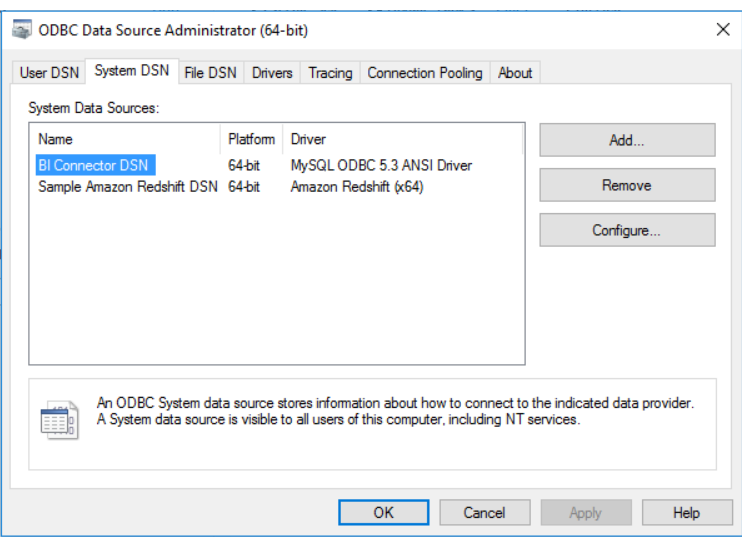 ODBC Data Source Administrator (64-bit)
User DSN System DSN File DSN Drivers Tracing Connection Pooling About
System Data Sources:
Name Platform Driver
BI Connector DSN 64-bit MySQL ODBC 5.3 ANSI Driver
Sample Amazon Redshift DSN 64-bit Amazon Redshift (x64)
Add...
Remove
Configure...
An ODBC System data source stores information about how to connect to the indicated data provider.
A System data source is visible to all users of this computer, including NT services.
OK Cancel Apply Help